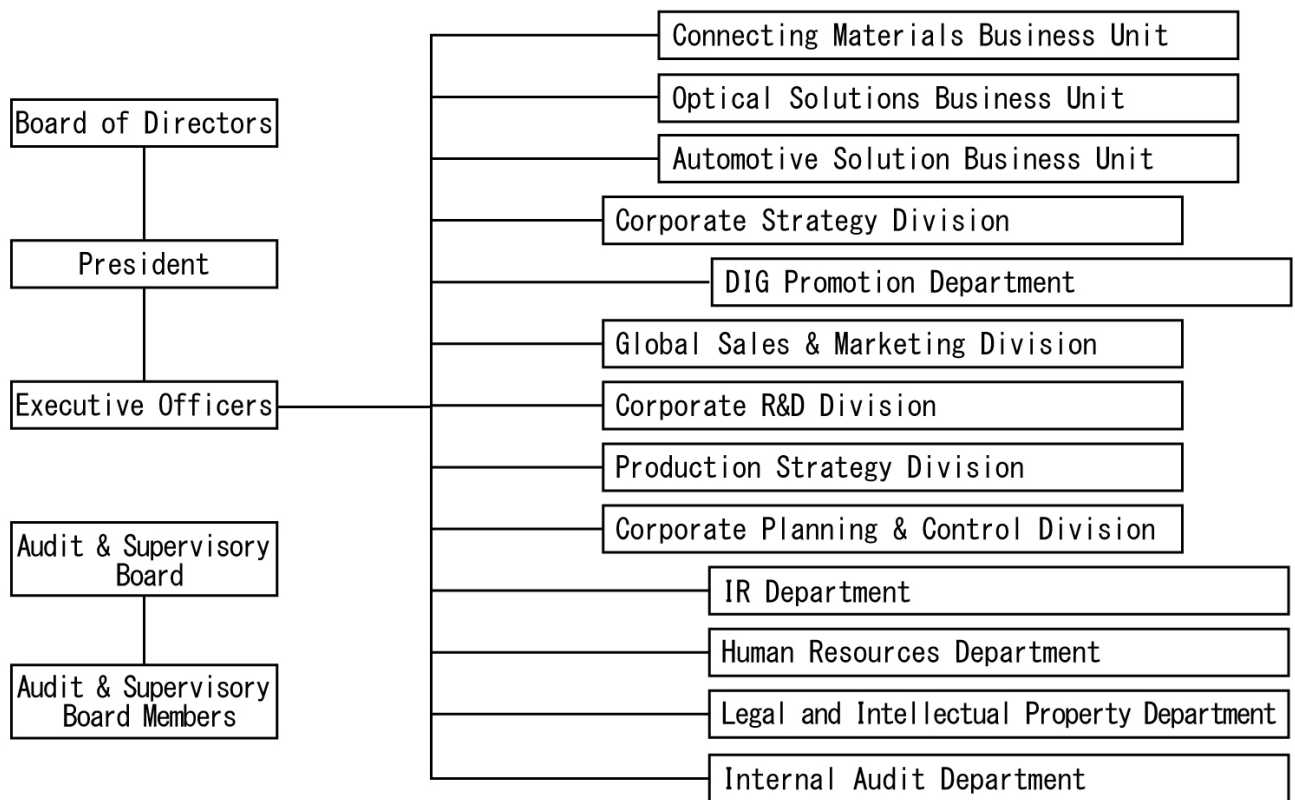 Board of Directors
President
Executive Officers
Audit & Supervisory
Board
Audit & Supervisory
Board Members
Connecting Materials Business Unit
Optical Solutions Business Unit
Automotive Solution Business Unit
Corporate Strategy Division
DIG Promotion Department
Global Sales & Marketing Division
Corporate R&D Division
Production Strategy Division
Corporate Planning & Control Division
IR Department
Human Resources Department
Legal and Intellectual Property Department
Internal Audit Department